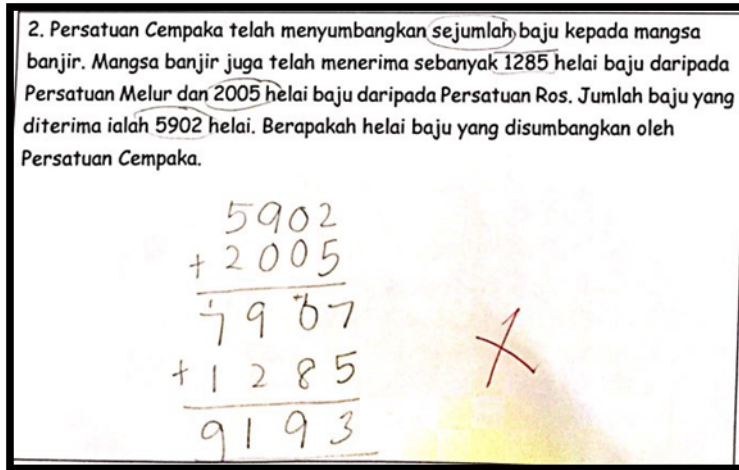 2. Persatuan Cempaka telah menyumbangkan sejumlah baju kepada mangsa
banjir. Mangsa banjir juga telah menerima sebanyak 1285 helai baju daripada
Persatuan Melur dan 2005 helai baju daripada Persatuan Ros. Jumlah baju yang
diterima ialah 5902 helai. Berapakah helai baju yang disumbangkan oleh
Persatuan Cempaka.
5902
+ 2005
7907
+ 1285
9193